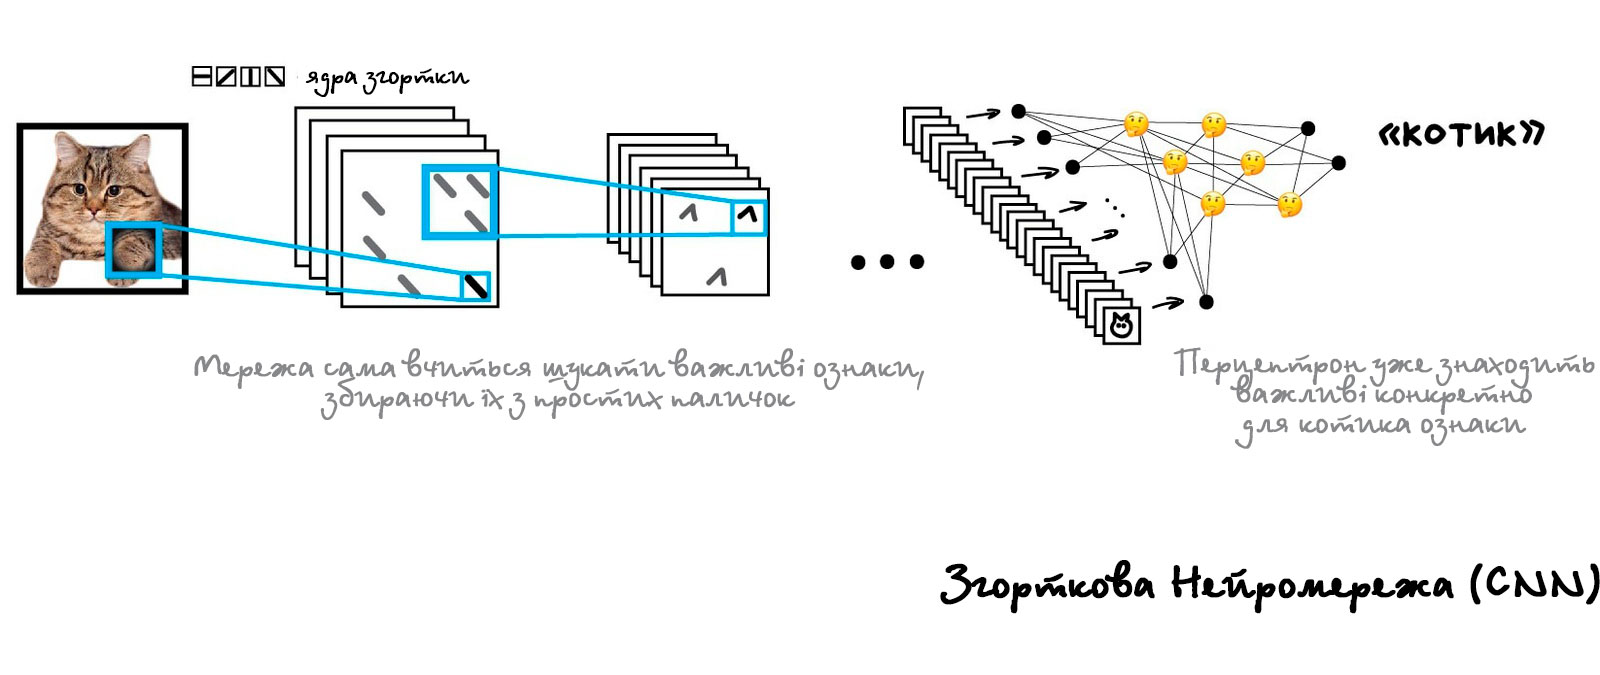 ядра згортки
«котик»
Мережа сама вчиться шукати важливі ознаки,
збираючи їх з простих паличок
Перцептрон уже знаходить
важливі конкретно
для котика ознаки
Згорткова Нейромережа (CNN)